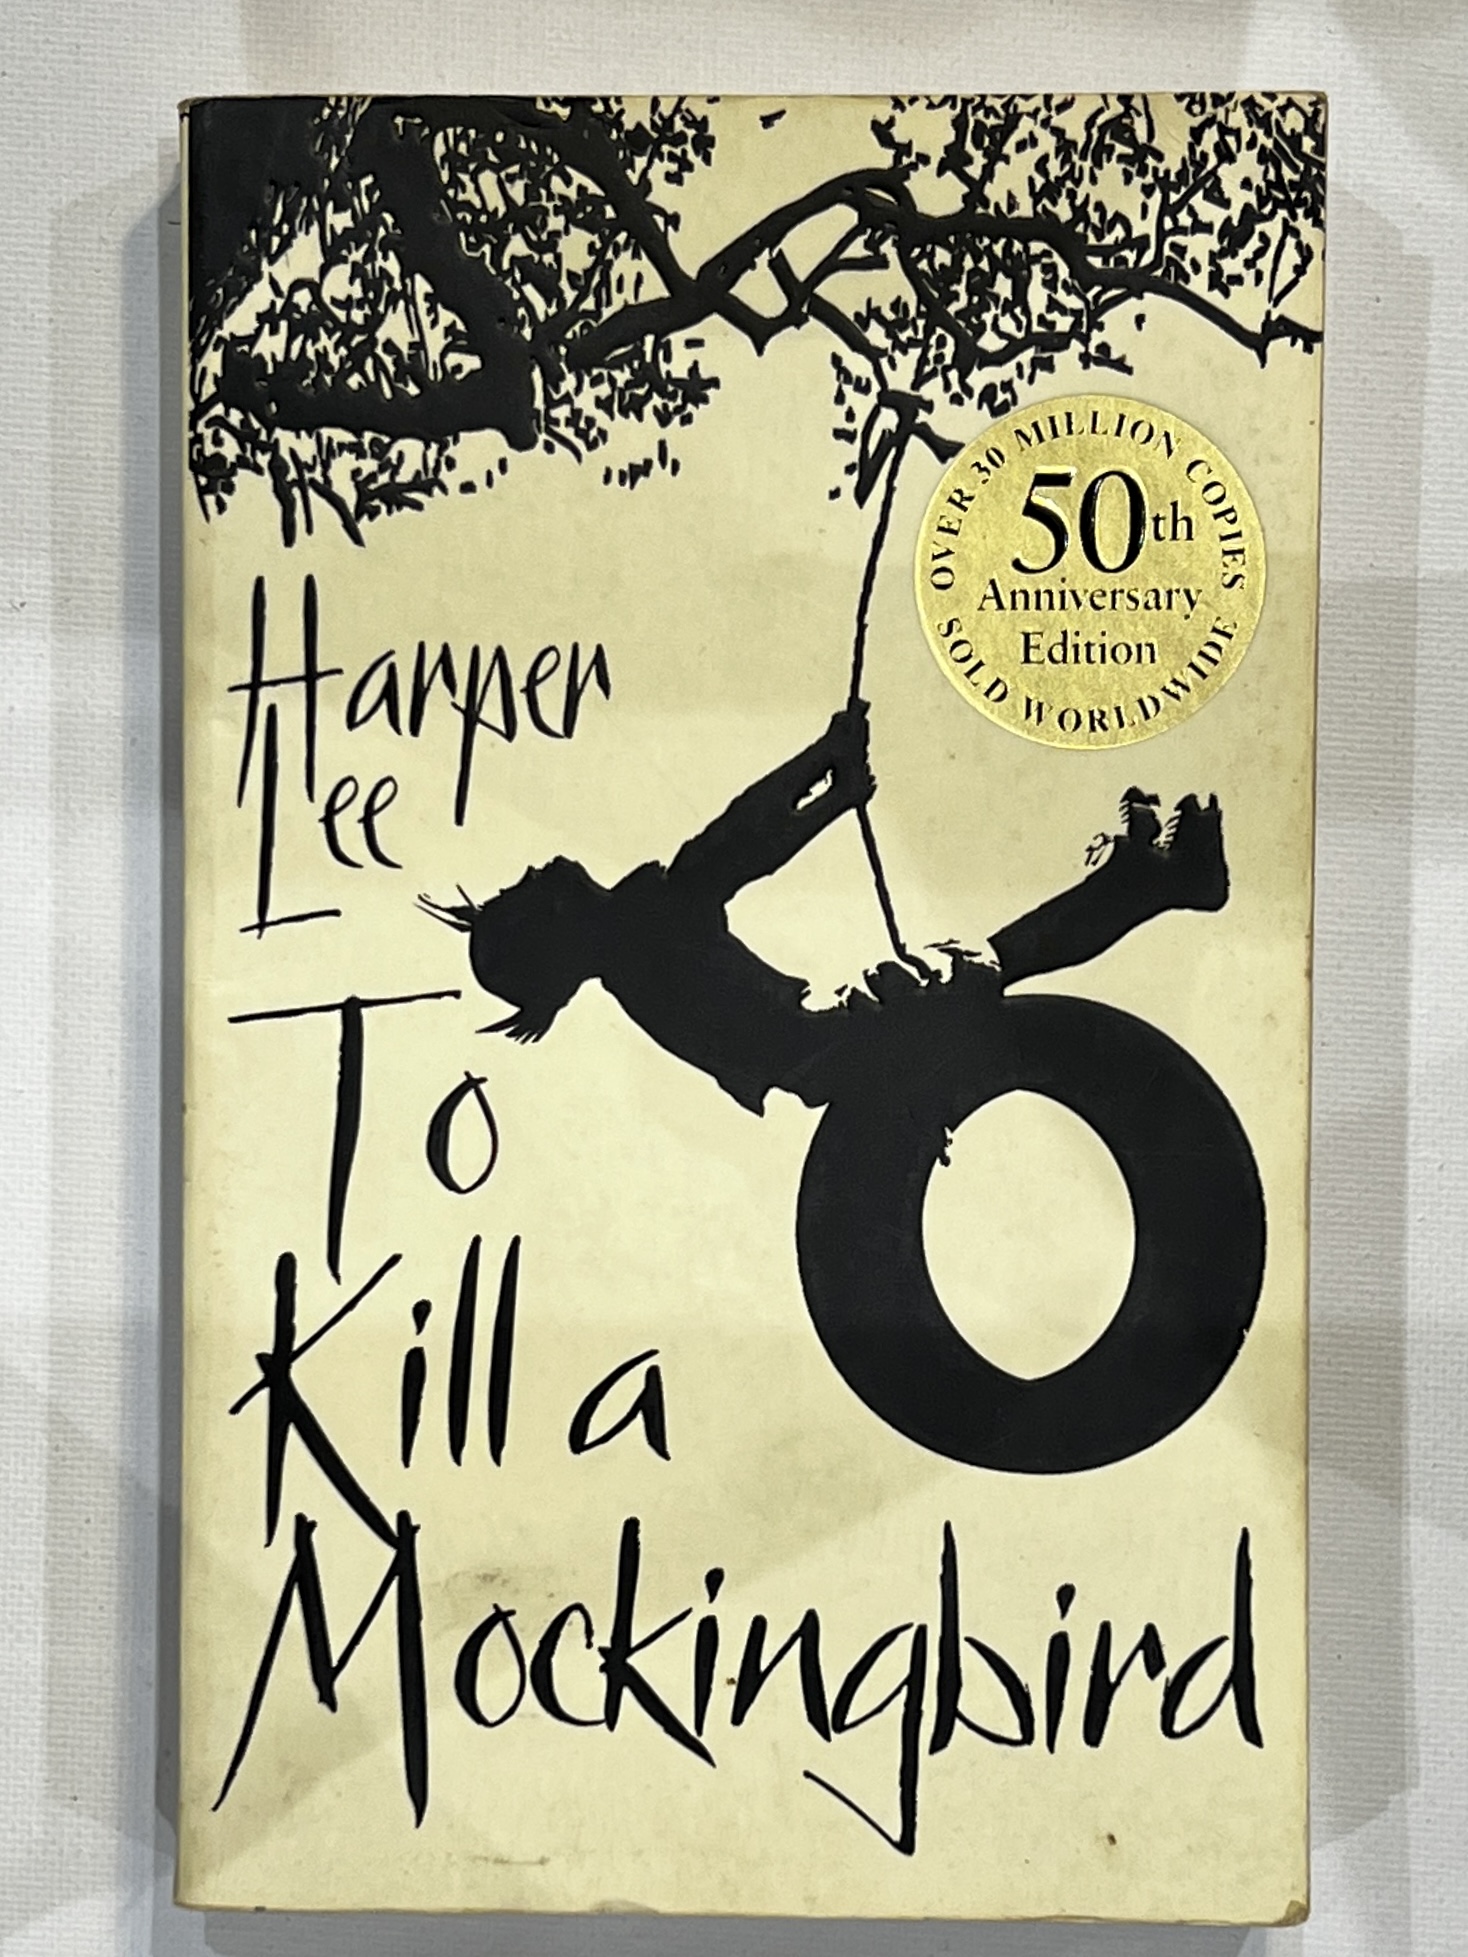 OVER 30 MILLION COPIES
50th
Anniversary
Edition
SOLD WORLDWIDE
Harper
Lee
To
Kill a
Mockingbird